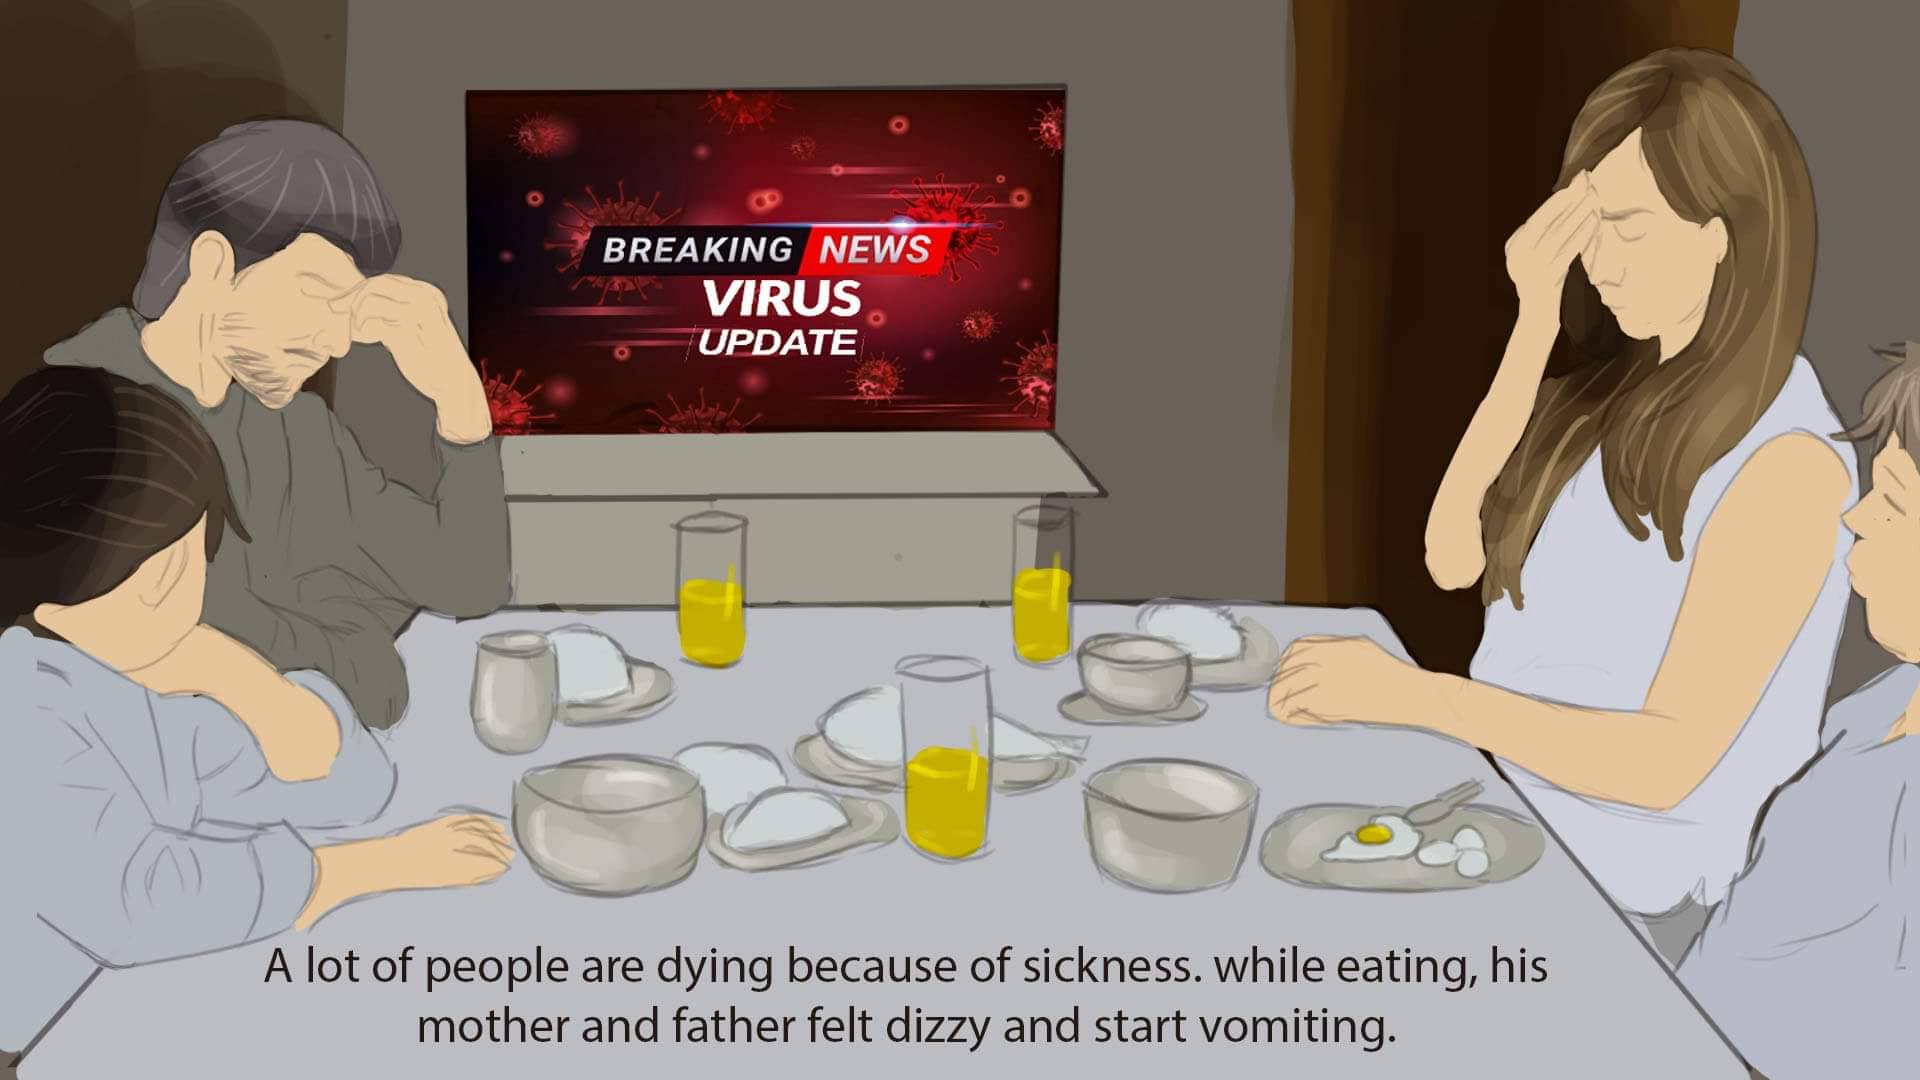 BREAKING NEWS
VIRUS
UPDATE
A lot of people are dying because of sickness. while eating, his
mother and father felt dizzy and start vomiting.